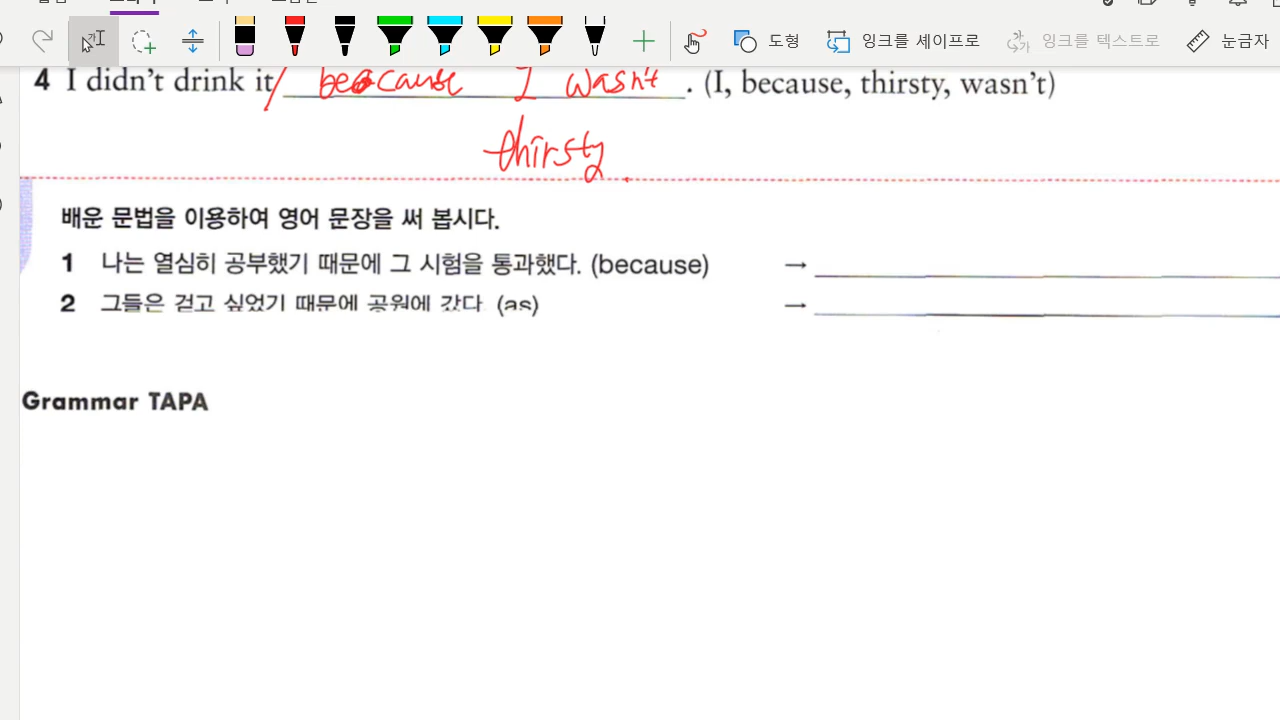 도형 잉크를 셰이프로 잉크를 텍스트로 눈금자
4 I didn't drink it/ because I wasn't . (I, because, thirsty, wasn't)
thirsty.
배운 문법을 이용하여 영어 문장을 써 봅시다.
1 나는 열심히 공부했기 때문에 그 시험을 통과했다. (because) →
2 그들은 걷고 싶었기 때문에 공원에 갔다 (as) →
Grammar TAPA